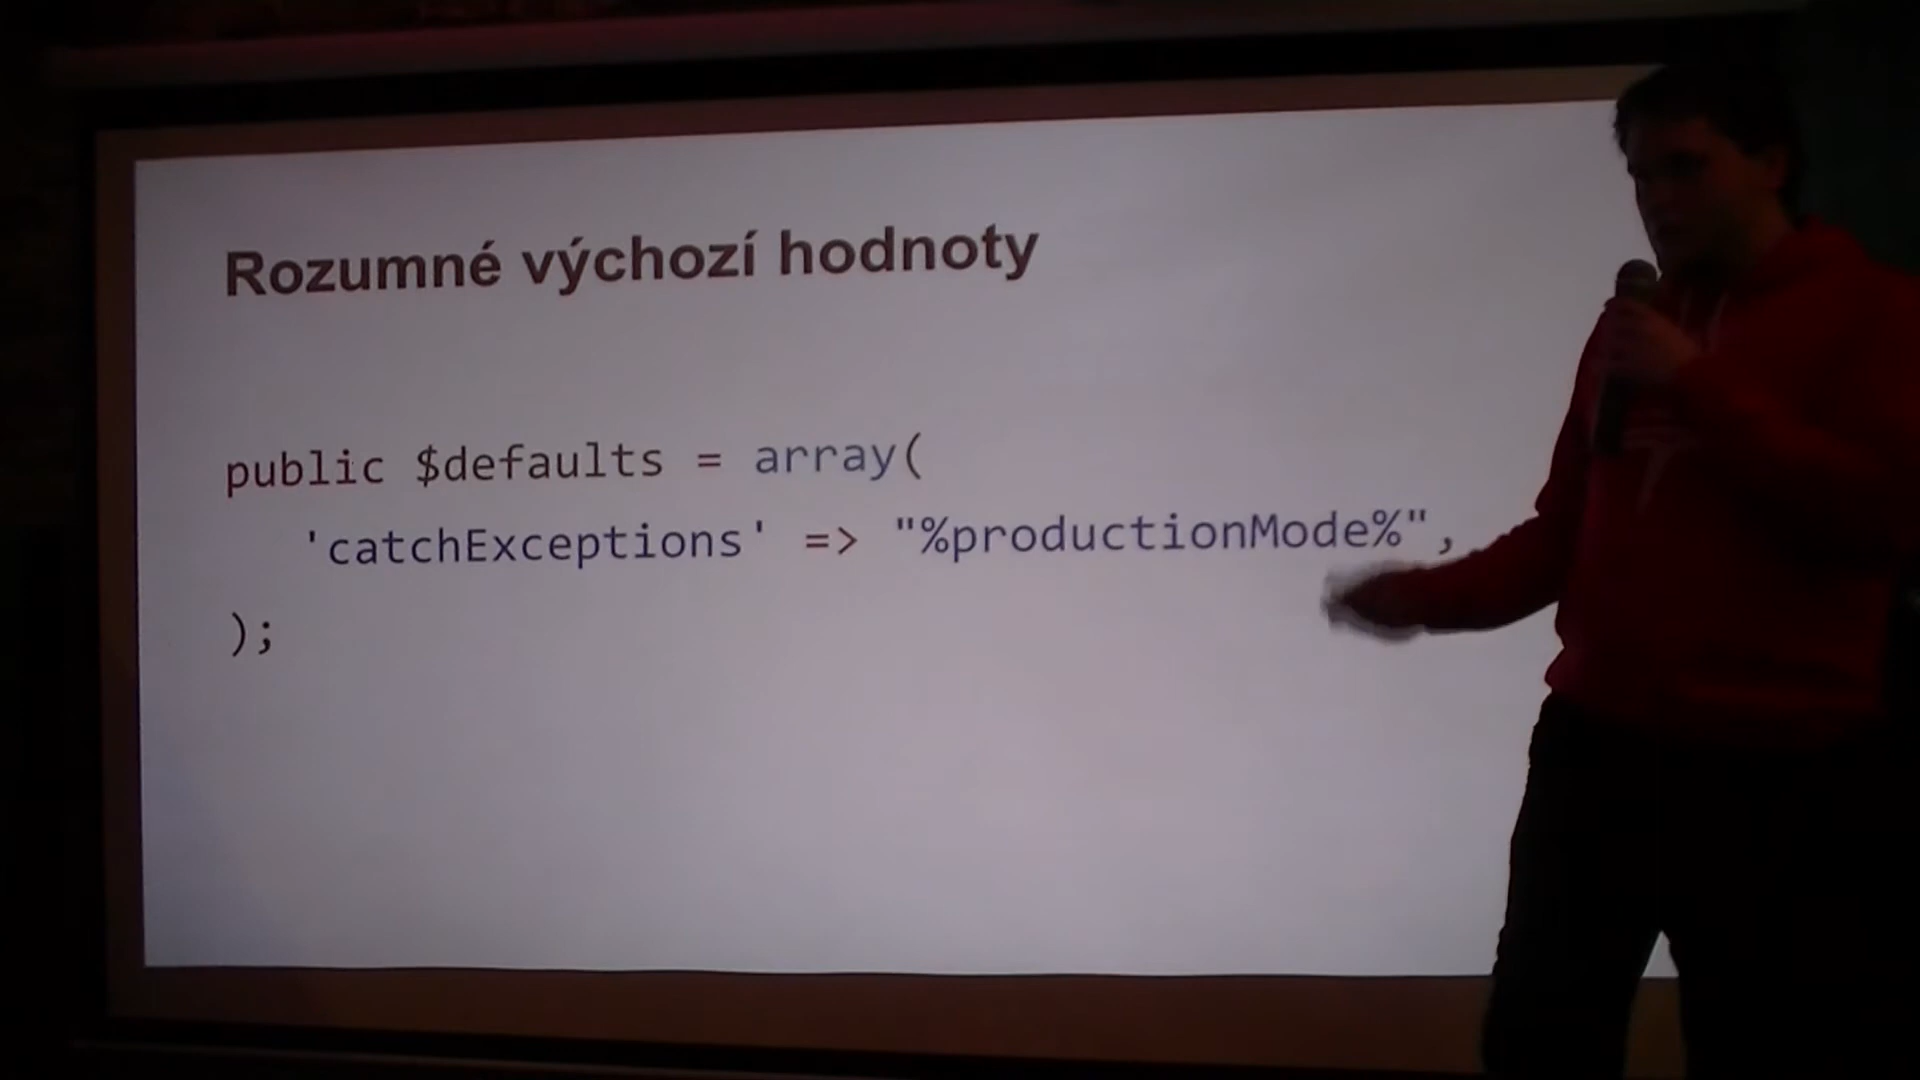 Rozumné výchozí hodnoty
public $defaults = array(
'catchExceptions' => "%productionMode%",
);